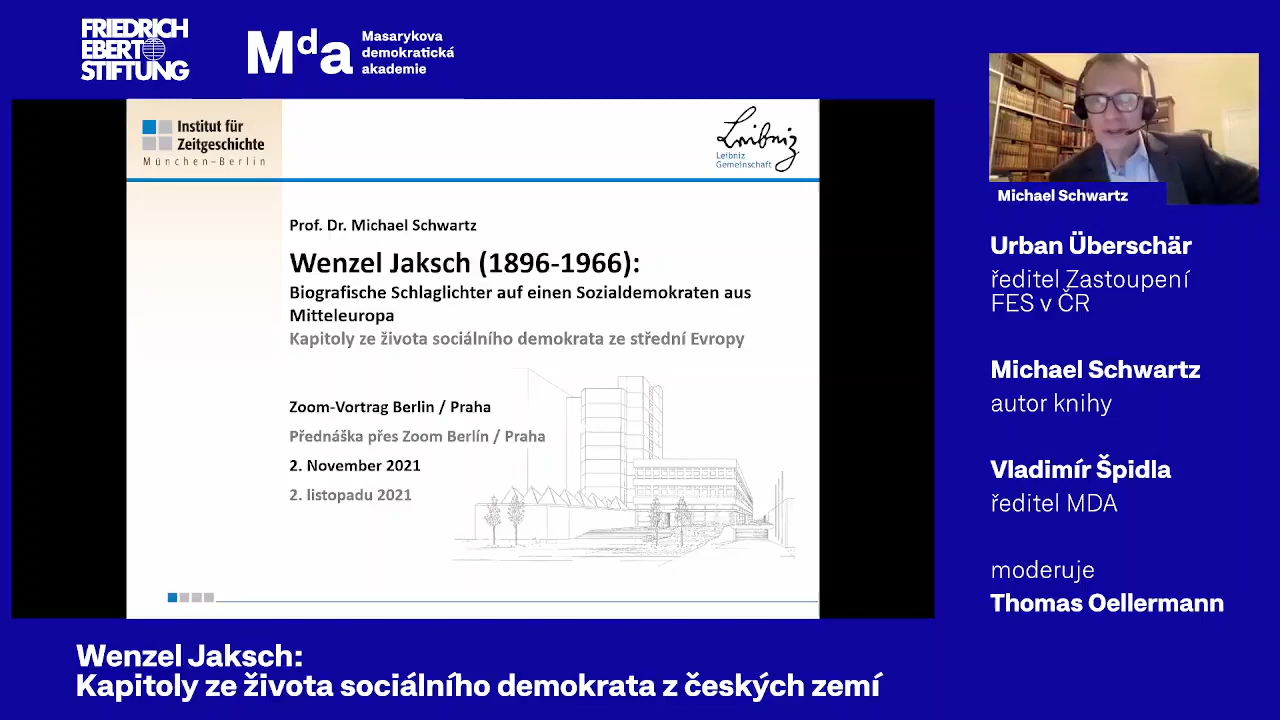 FRIEDRICH
EBERT
STIFTUNG
Mda
Masarykova
demokratická
akademie
Institut für
Zeitgeschichte
München–Berlin
Leibniz
Leibniz
Gemeinschaft
Prof. Dr. Michael Schwartz
Wenzel Jaksch (1896-1966):
Biografische Schlaglichter auf einen Sozialdemokraten aus
Mitteleuropa
Kapitoly ze života sociálního demokrata ze střední Evropy
Zoom-Vortrag Berlin / Praha
Přednáška přes Zoom Berlín / Praha
2. November 2021
2. listopadu 2021
Michael Schwartz
Urban Überschär
ředitel Zastoupení
FES v ČR
Michael Schwartz
autor knihy
Vladimír Špidla
ředitel MDA
moderuje
Thomas Oellermann
Wenzel Jaksch:
Kapitoly ze života sociálního demokrata z českých zemí